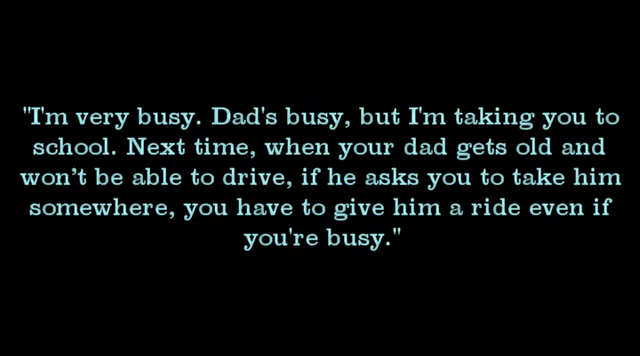 "I'm very busy. Dad's busy, but I'm taking you to
school. Next time, when your dad gets old and
won’t be able to drive, if he asks you to take him
somewhere, you have to give him a ride even if
you're busy."